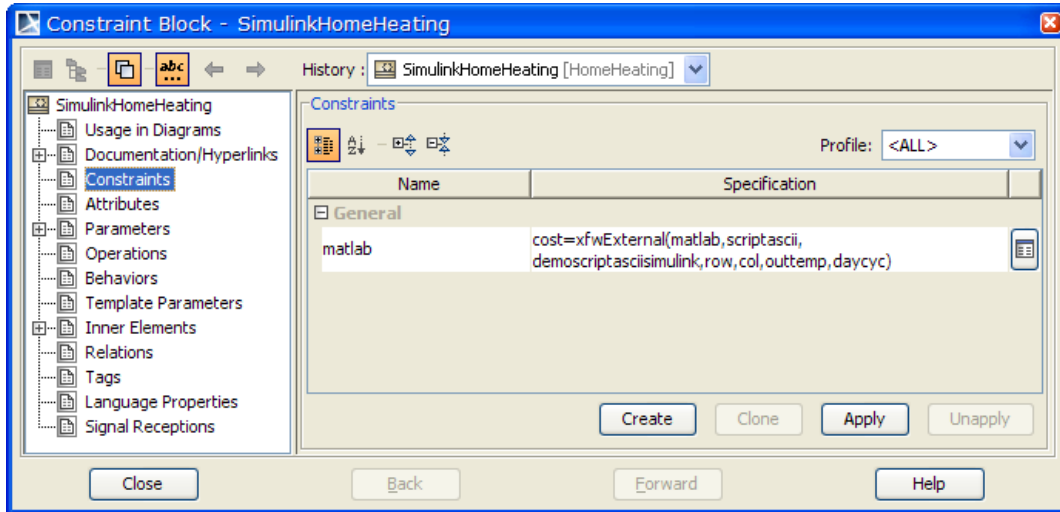 Constraint Block - SimulinkHomeHeating
abc
History : SimulinkHomeHeating [HomeHeating]
SimulinkHomeHeating
Usage in Diagrams
Documentation/Hyperlinks
Constraints
Attributes
Parameters
Operations
Behaviors
Template Parameters
Inner Elements
Relations
Tags
Language Properties
Signal Receptions
Constraints
A
Z
Profile: <ALL>
Name Specification
General
matlab cost=xfwExternal(matlab,scriptascii,
demoscriptasciisimulink,row,col,outtemp,daycyc)
Create Clone Apply Unapply
Close Back Forward Help